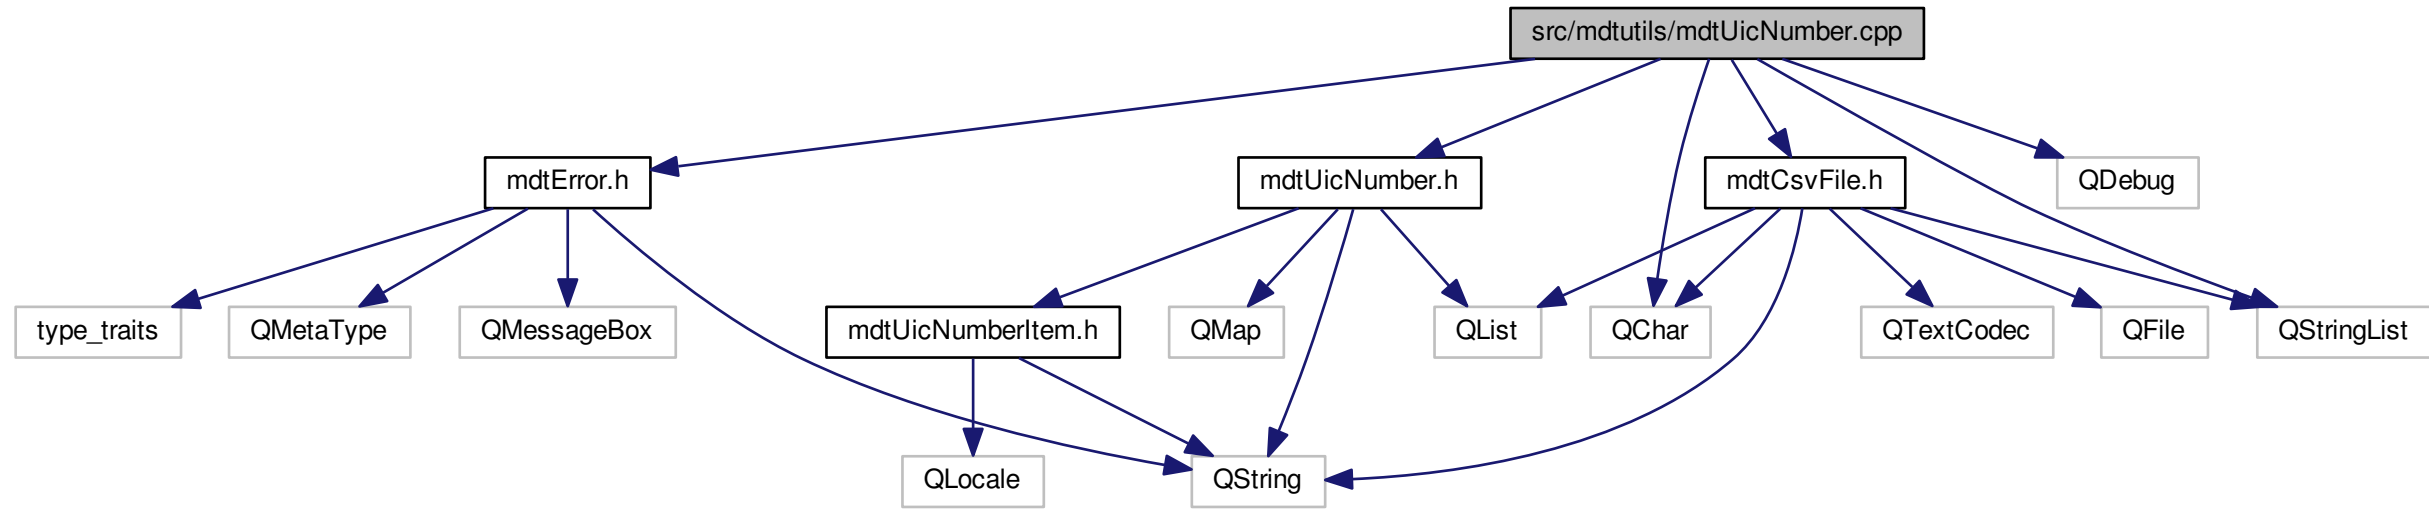 src/mdtutils/mdtUicNumber.cpp
mdtError.h
mdtUicNumber.h
mdtCsvFile.h
QDebug
type_traits
QMetaType
QMessageBox
mdtUicNumberItem.h
QMap
QList
QChar
QTextCodec
QFile
QStringList
QLocale
QString